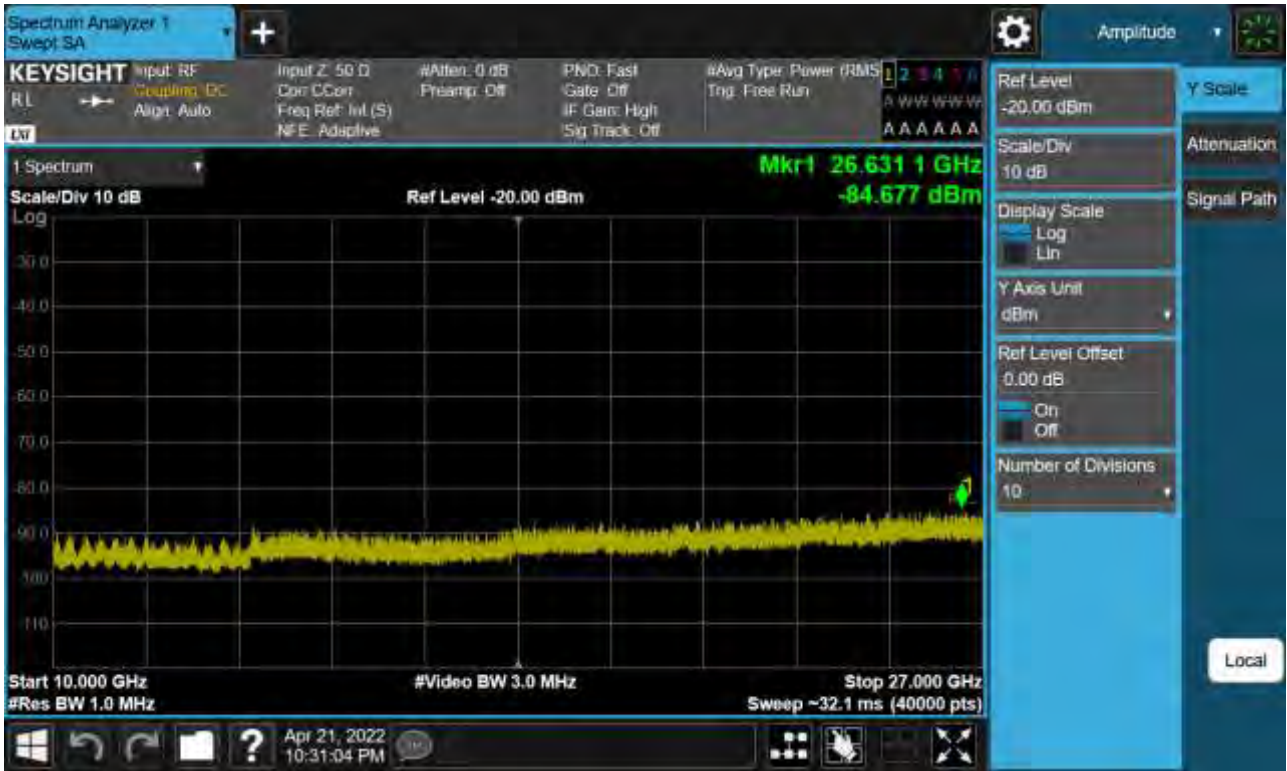 Spectrum Analyzer 1
Swept SA
+
Amplitude
KEYSIGHT
RL
LXI
Input: RF
Coupling: DC
Align: Auto
Input Z: 50 Ω
Corr CCorr
Freq Ref: Int (S)
NFE: Adaptive
#Atten: 0 dB
Preamp: Off
PNO: Fast
Gate: Off
IF Gain: High
Sig Track: Off
#Avg Type: Power (RMS
Trig: Free Run
1 2 3 4 5 6
A W W W W W
A A A A A A
1 Spectrum
Scale/Div 10 dB
Ref Level -20.00 dBm
Mkr1 26.631 1 GHz
-84.677 dBm
Log
-30.0
-40.0
-50.0
-60.0
-70.0
-80.0
-90.0
-100
-110
1
Start 10.000 GHz
#Res BW 1.0 MHz
#Video BW 3.0 MHz
Stop 27.000 GHz
Sweep ~32.1 ms (40000 pts)
Ref Level
-20.00 dBm
Scale/Div
10 dB
Display Scale
Log
Lin
Y Axis Unit
dBm
Ref Level Offset
0.00 dB
On
Off
Number of Divisions
10
Y Scale
Attenuation
Signal Path
Local
?
Apr 21, 2022
10:31:04 PM